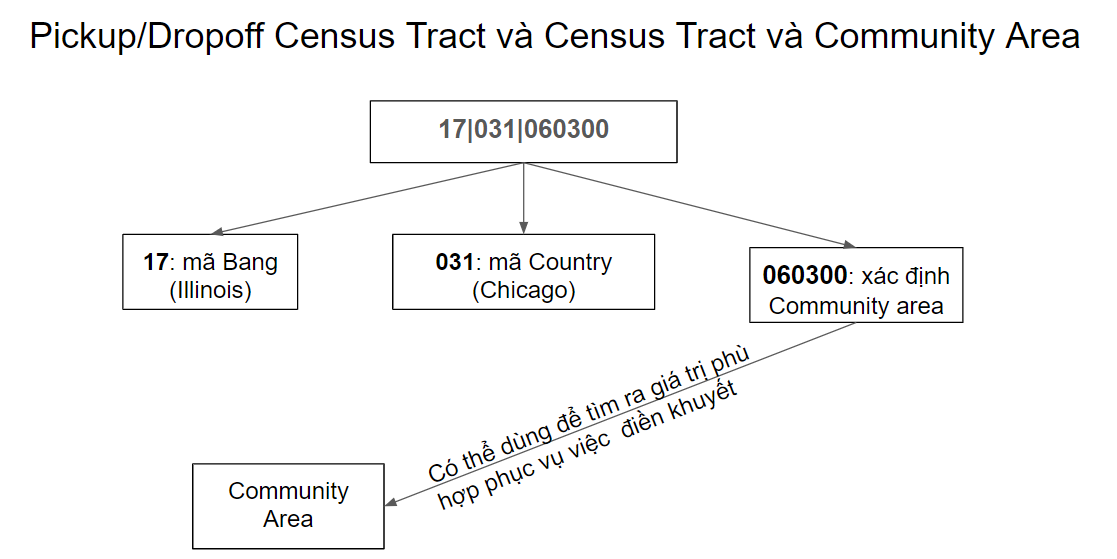 Pickup/Dropoff Census Tract và Census Tract và Community Area
17|031|060300
17: mã Bang
(Illinois)
031: mã Country
(Chicago)
060300: xác định
Community area
Có thể dùng để tìm ra giá trị phù
hợp phục vụ việc điền khuyết
Community
Area